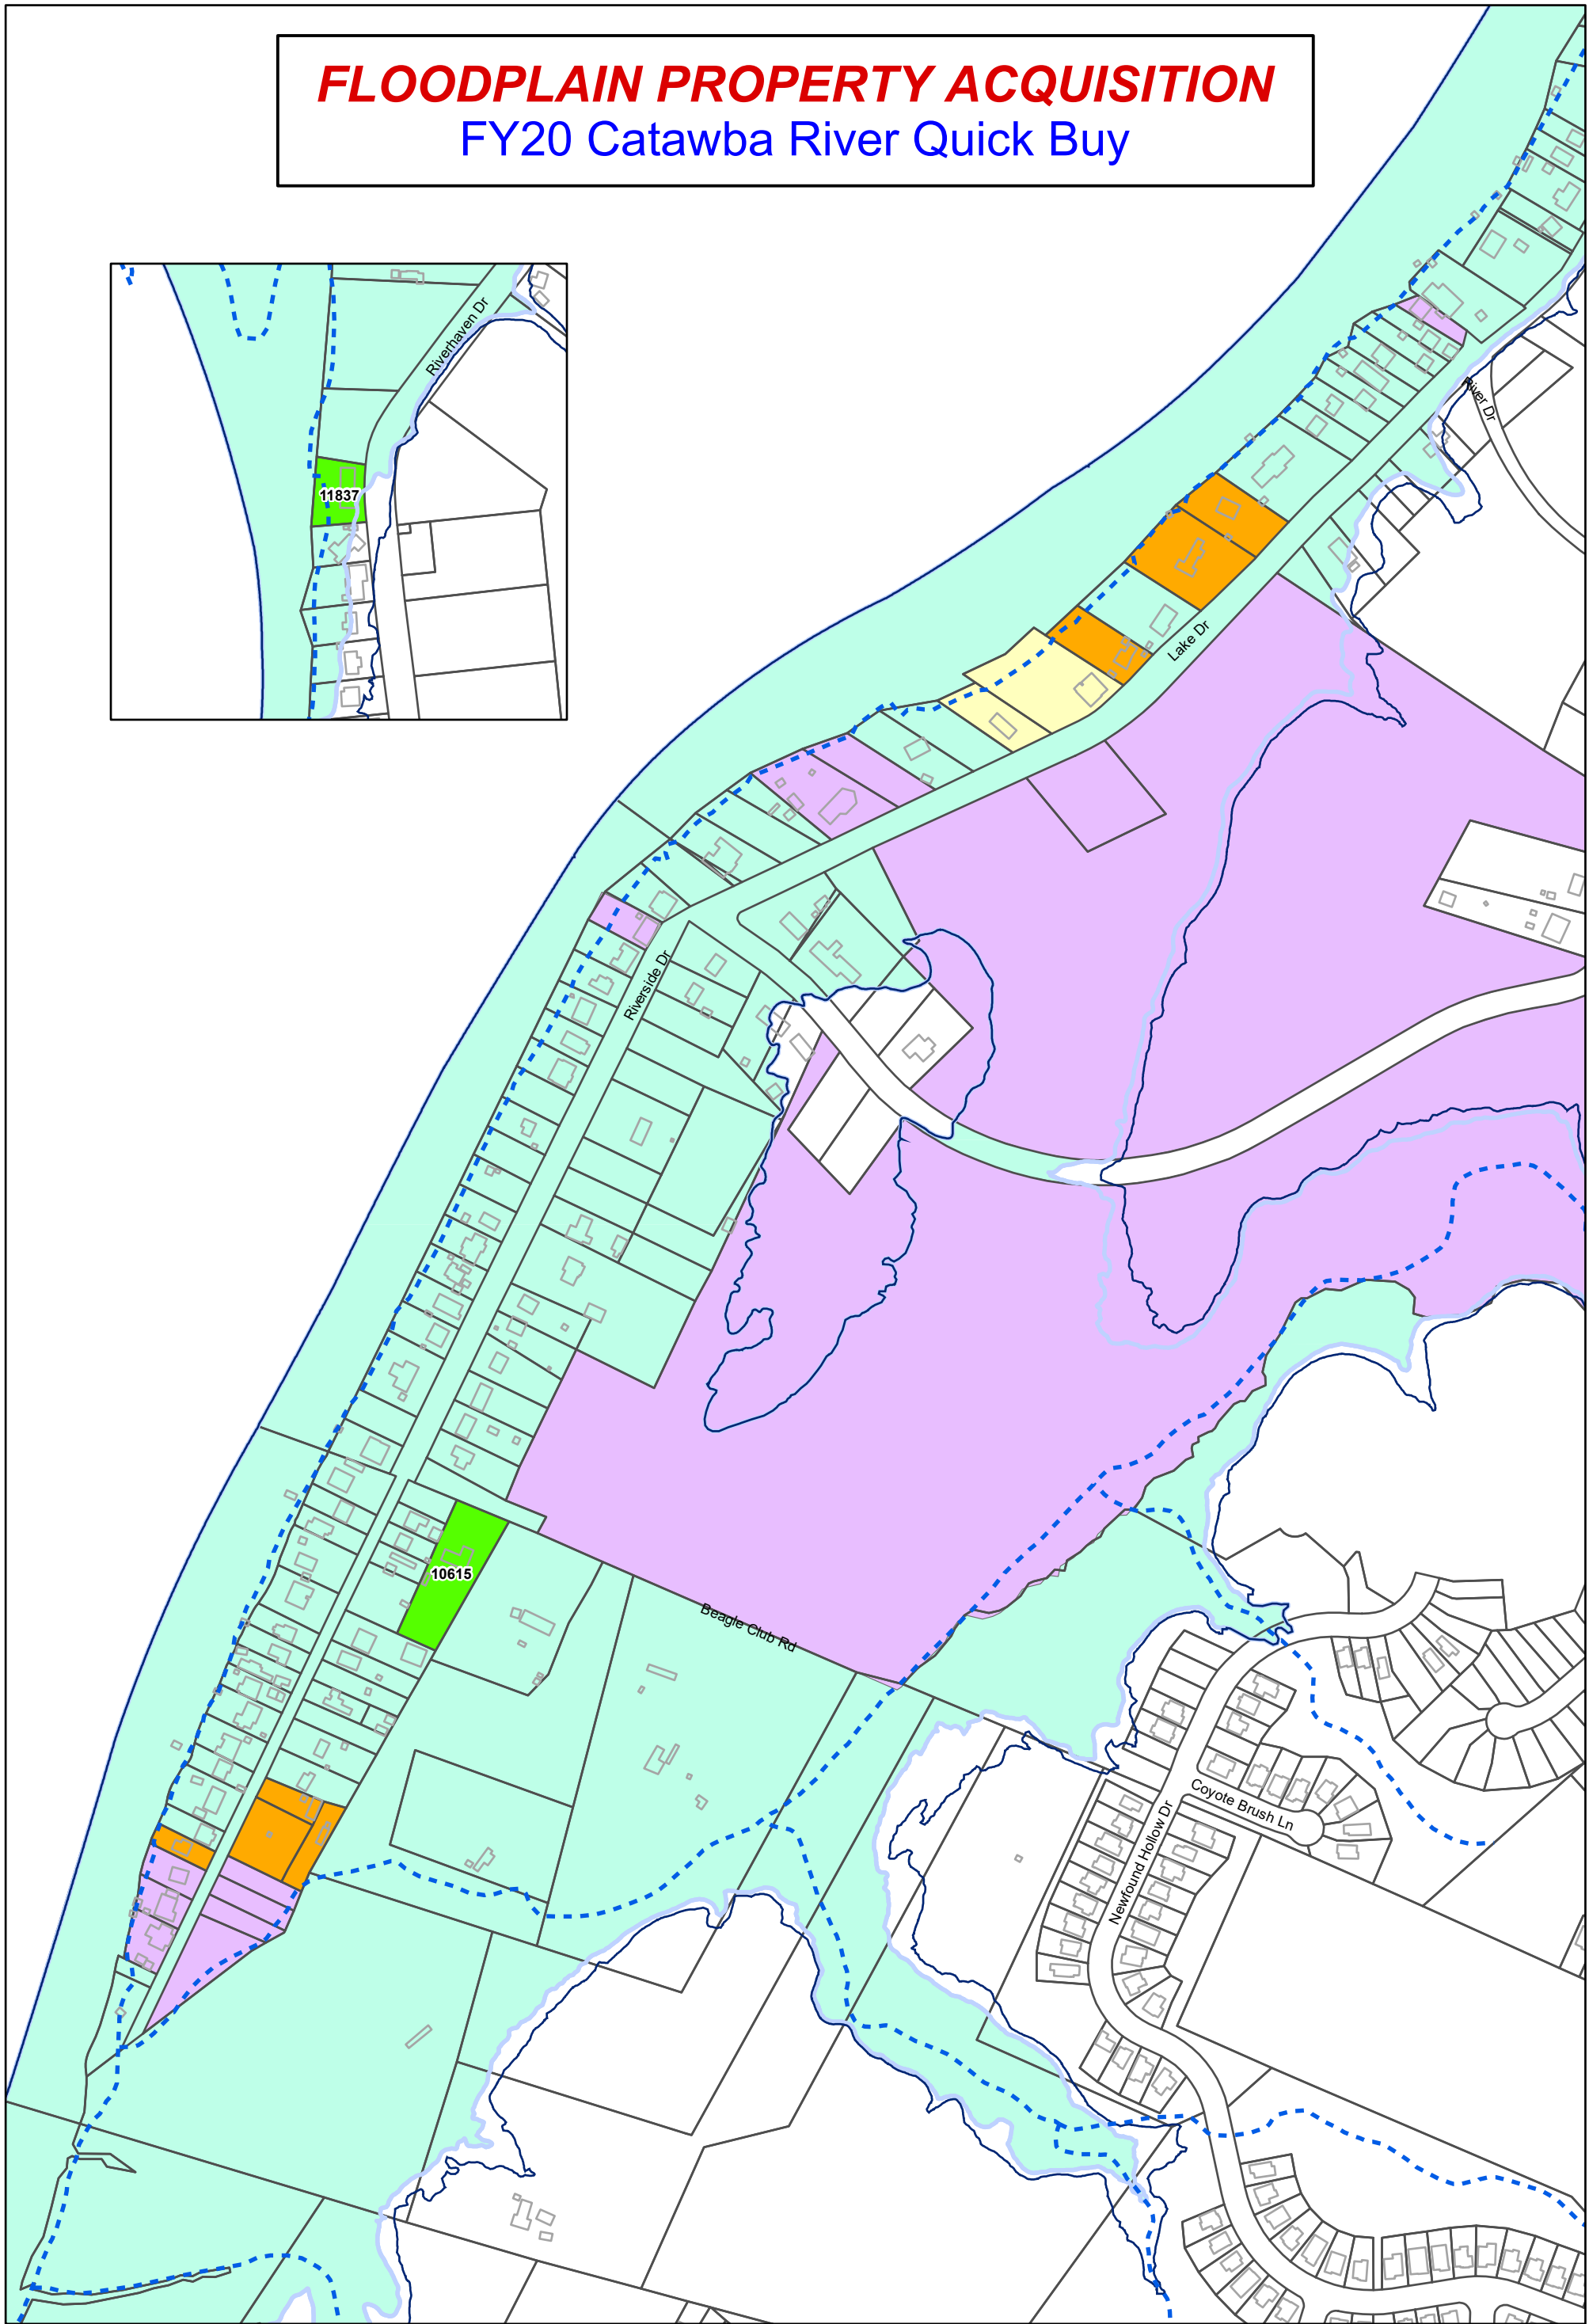 FLOODPLAIN PROPERTY ACQUISITION
FY20 Catawba River Quick Buy
Riverhaven Dr
11837
River Dr
Lake Dr
Riverside Dr
10615
Beagle Club Rd
Coyote Brush Ln
Newfound Hollow Dr